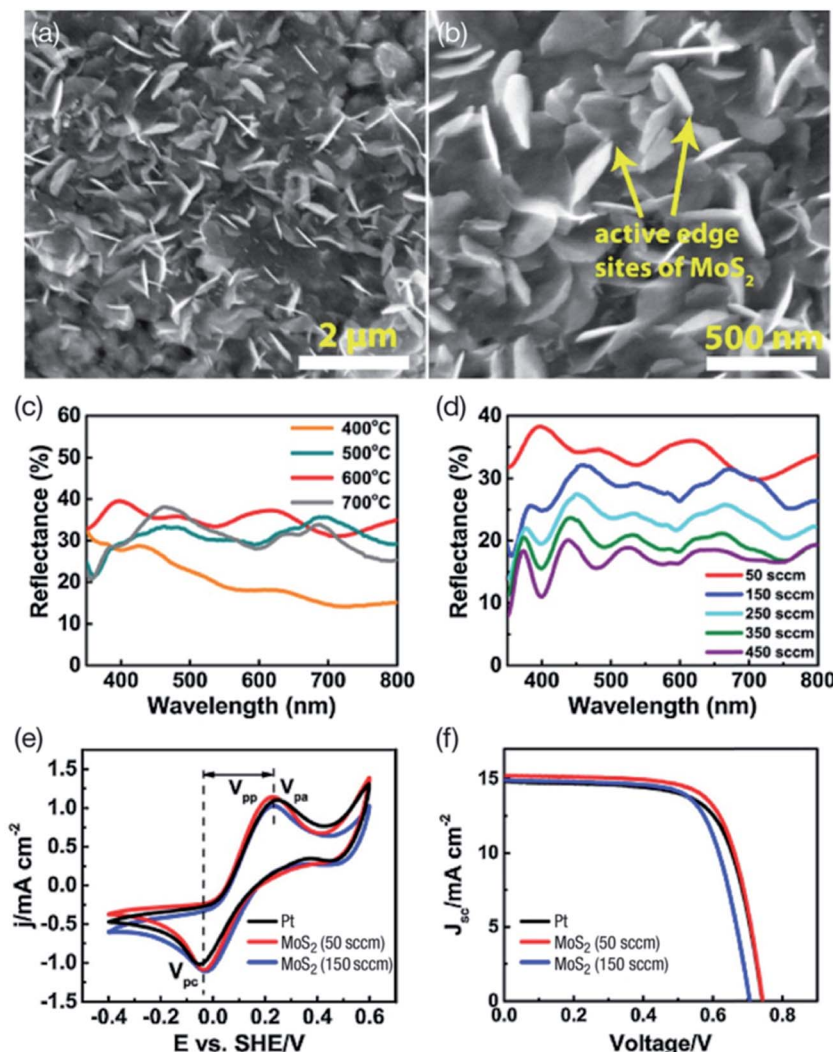 (a)
2 μm
(b)
active edge
sites of MoS2
500 nm
(c)
60
50
40
30
20
10
0
Reflectance (%)
400 500 600 700 800
Wavelength (nm)
400°C
500°C
600°C
700°C
(d)
40
30
20
10
0
Reflectance (%)
400 500 600 700 800
Wavelength (nm)
50 sccm
150 sccm
250 sccm
350 sccm
450 sccm
(e)
1.5
1.0
0.5
0.0
-0.5
-1.0
-1.5
j/mA cm-2
Vpp
Vpa
Vpc
Pt
MoS2 (50 sccm)
MoS2 (150 sccm)
-0.4 -0.2 0.0 0.2 0.4 0.6
E vs. SHE/V
(f)
15
10
5
0
Jsc/mA cm-2
Pt
MoS2 (50 sccm)
MoS2 (150 sccm)
0.0 0.2 0.4 0.6 0.8
Voltage/V